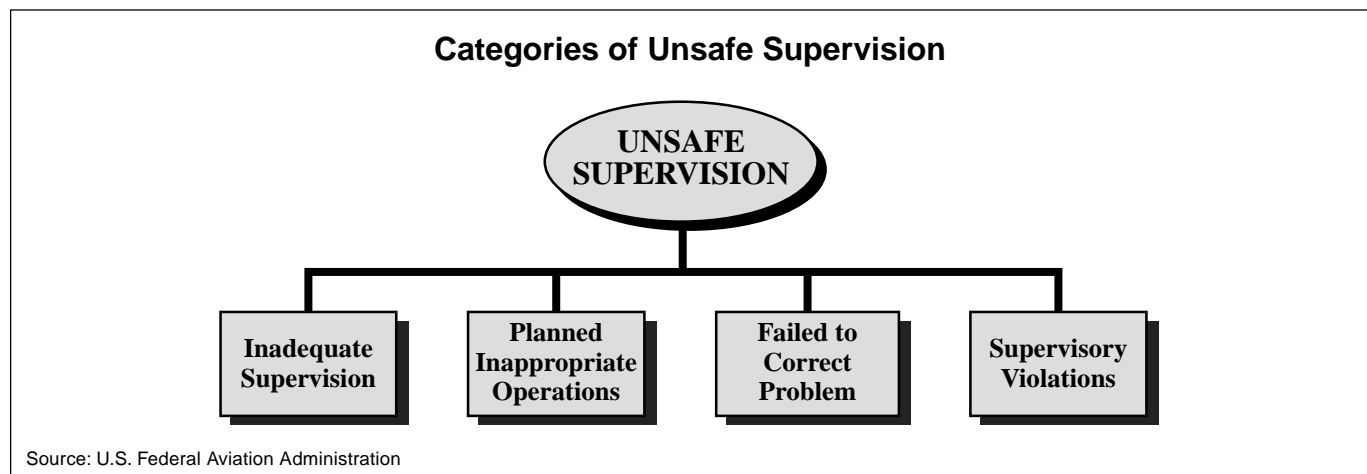 Categories of Unsafe Supervision
UNSAFE
SUPERVISION
Inadequate
Supervision
Planned
Inappropriate
Operations
Failed to
Correct
Problem
Supervisory
Violations
Source: U.S. Federal Aviation Administration